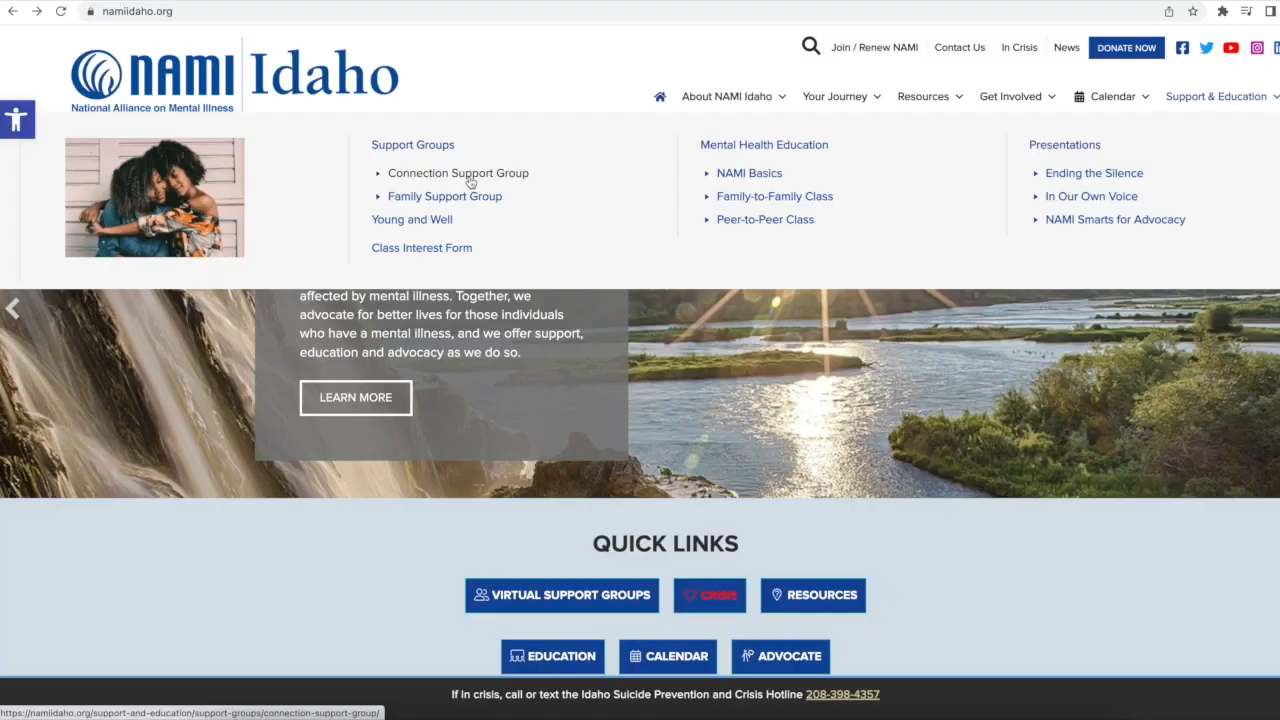 namiidaho.org
Join / Renew NAMI
Contact Us
In Crisis
News
DONATE NOW
NAMI Idaho
National Alliance on Mental Illness
About NAMI Idaho
Your Journey
Resources
Get Involved
Calendar
Support & Education
Support Groups
Connection Support Group
Family Support Group
Young and Well
Class Interest Form
Mental Health Education
NAMI Basics
Family-to-Family Class
Peer-to-Peer Class
Presentations
Ending the Silence
In Our Own Voice
NAMI Smarts for Advocacy
affected by mental illness. Together, we
advocate for better lives for those individuals
who have a mental illness, and we offer support,
education and advocacy as we do so.
LEARN MORE
QUICK LINKS
VIRTUAL SUPPORT GROUPS
CRISIS
RESOURCES
EDUCATION
CALENDAR
ADVOCATE
If in crisis, call or text the Idaho Suicide Prevention and Crisis Hotline 208-398-4357
https://namiidaho.org/support-and-education/support-groups/connection-support-group/